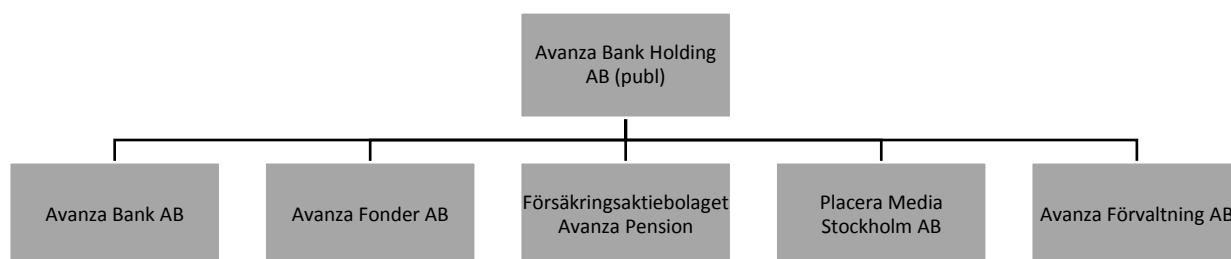 Avanza Bank Holding
AB (publ)
Avanza Bank AB
Avanza Fonder AB
Försäkringsaktiebolaget
Avanza Pension
Placera Media
Stockholm AB
Avanza Förvaltning AB